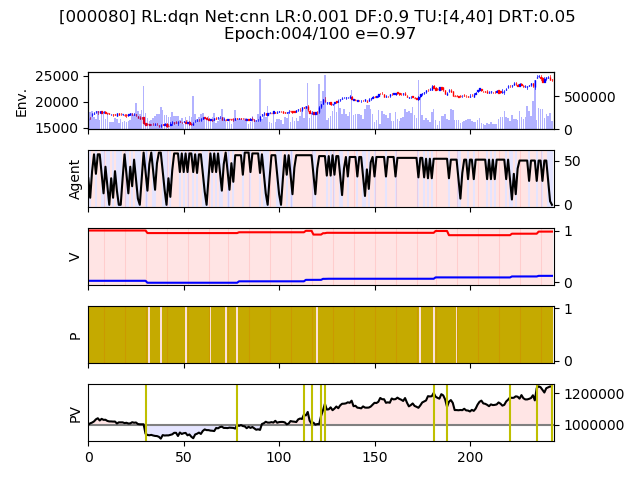 [000080] RL:dqn Net:cnn LR:0.001 DF:0.9 TU:[4,40] DRT:0.05
Epoch:004/100 e=0.97
Env.
25000
20000
15000
500000
0
Agent
50
0
V
1
0
P
1
0
PV
1200000
1000000
0 50 100 150 200